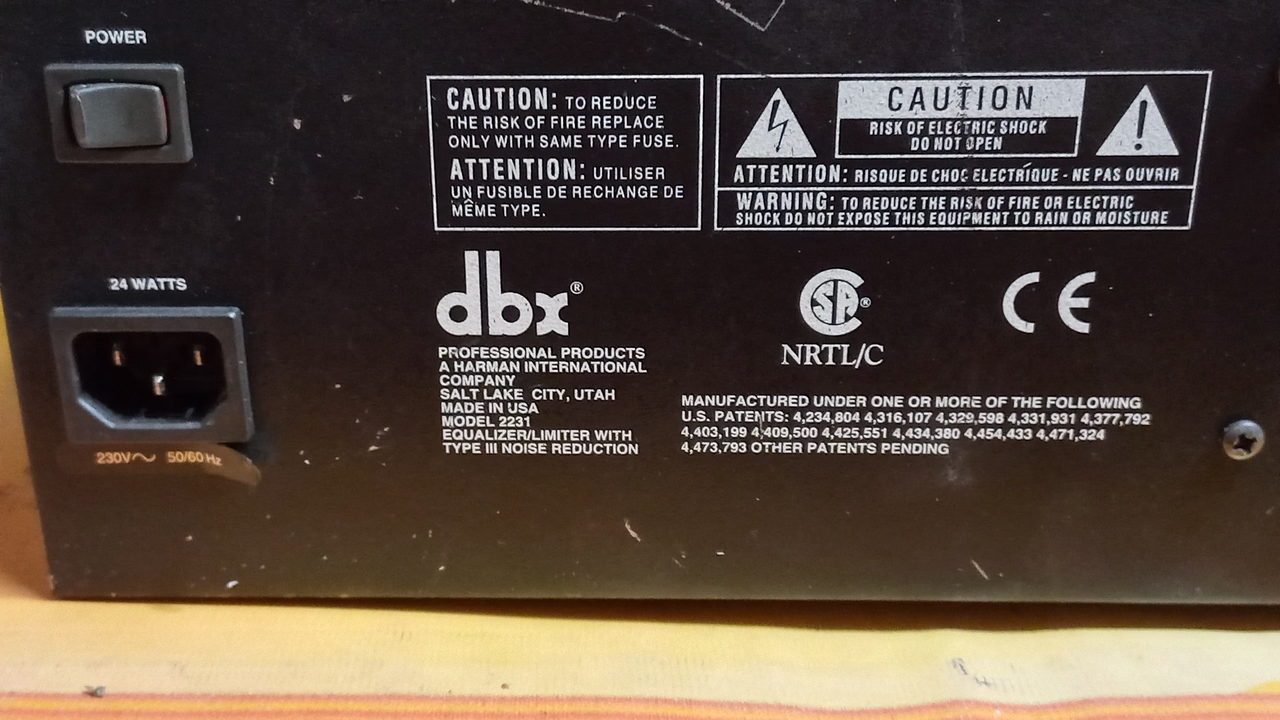 POWER
CAUTION: TO REDUCE
THE RISK OF FIRE REPLACE
ONLY WITH SAME TYPE FUSE.
ATTENTION: UTILISER
UN FUSIBLE DE RECHANGE DE
MÊME TYPE.
CAUTION
RISK OF ELECTRIC SHOCK
DO NOT OPEN
ATTENTION: RISQUE DE CHOC ELECTRÍQUE - NE PAS OUVRIR
WARNING: TO REDUCE THE RISK OF FIRE OR ELECTRIC
SHOCK DO NOT EXPOSE THIS EQUIPMENT TO RAIN OR MOISTURE
24 WATTS
230V~ 50/60 Hz
dbx®
PROFESSIONAL PRODUCTS
A HARMAN INTERNATIONAL
COMPANY
SALT LAKE CITY, UTAH
MADE IN USA
MODEL 2231
EQUALIZER/LIMITER WITH
TYPE III NOISE REDUCTION
CSA®
NRTL/C
CE
MANUFACTURED UNDER ONE OR MORE OF THE FOLLOWING
U.S. PATENTS: 4,234,804 4,316,107 4,329,598 4,331,931 4,377,792
4,403,199 4,409,500 4,425,551 4,434,380 4,454,433 4,471,324
4,473,793 OTHER PATENTS PENDING